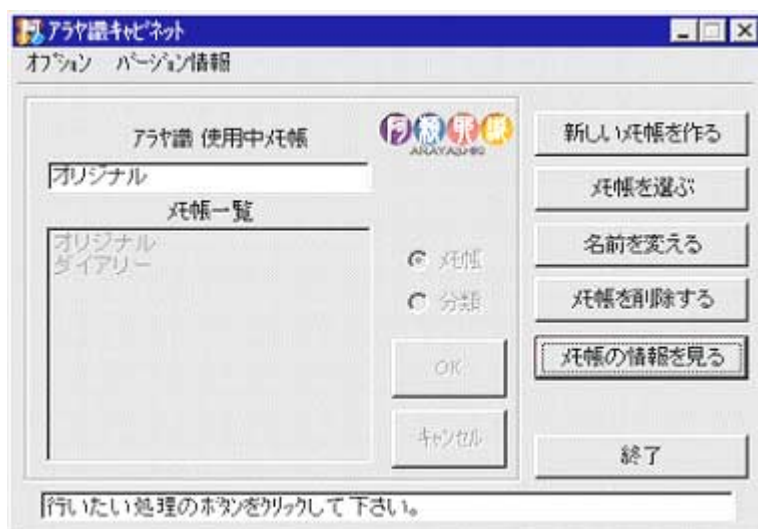 アラヤ識キャビネット
オプション バージョン情報
アラヤ識 使用中メモ帳
阿頼耶識
ARAYASHIKI
オリジナル
メモ帳一覧
オリジナル
ダイアリー
メモ帳
分類
OK
キャンセル
新しいメモ帳を作る
メモ帳を選ぶ
名前を変える
メモ帳を削除する
メモ帳の情報を見る
終了
行いたい処理のボタンをクリックして下さい。